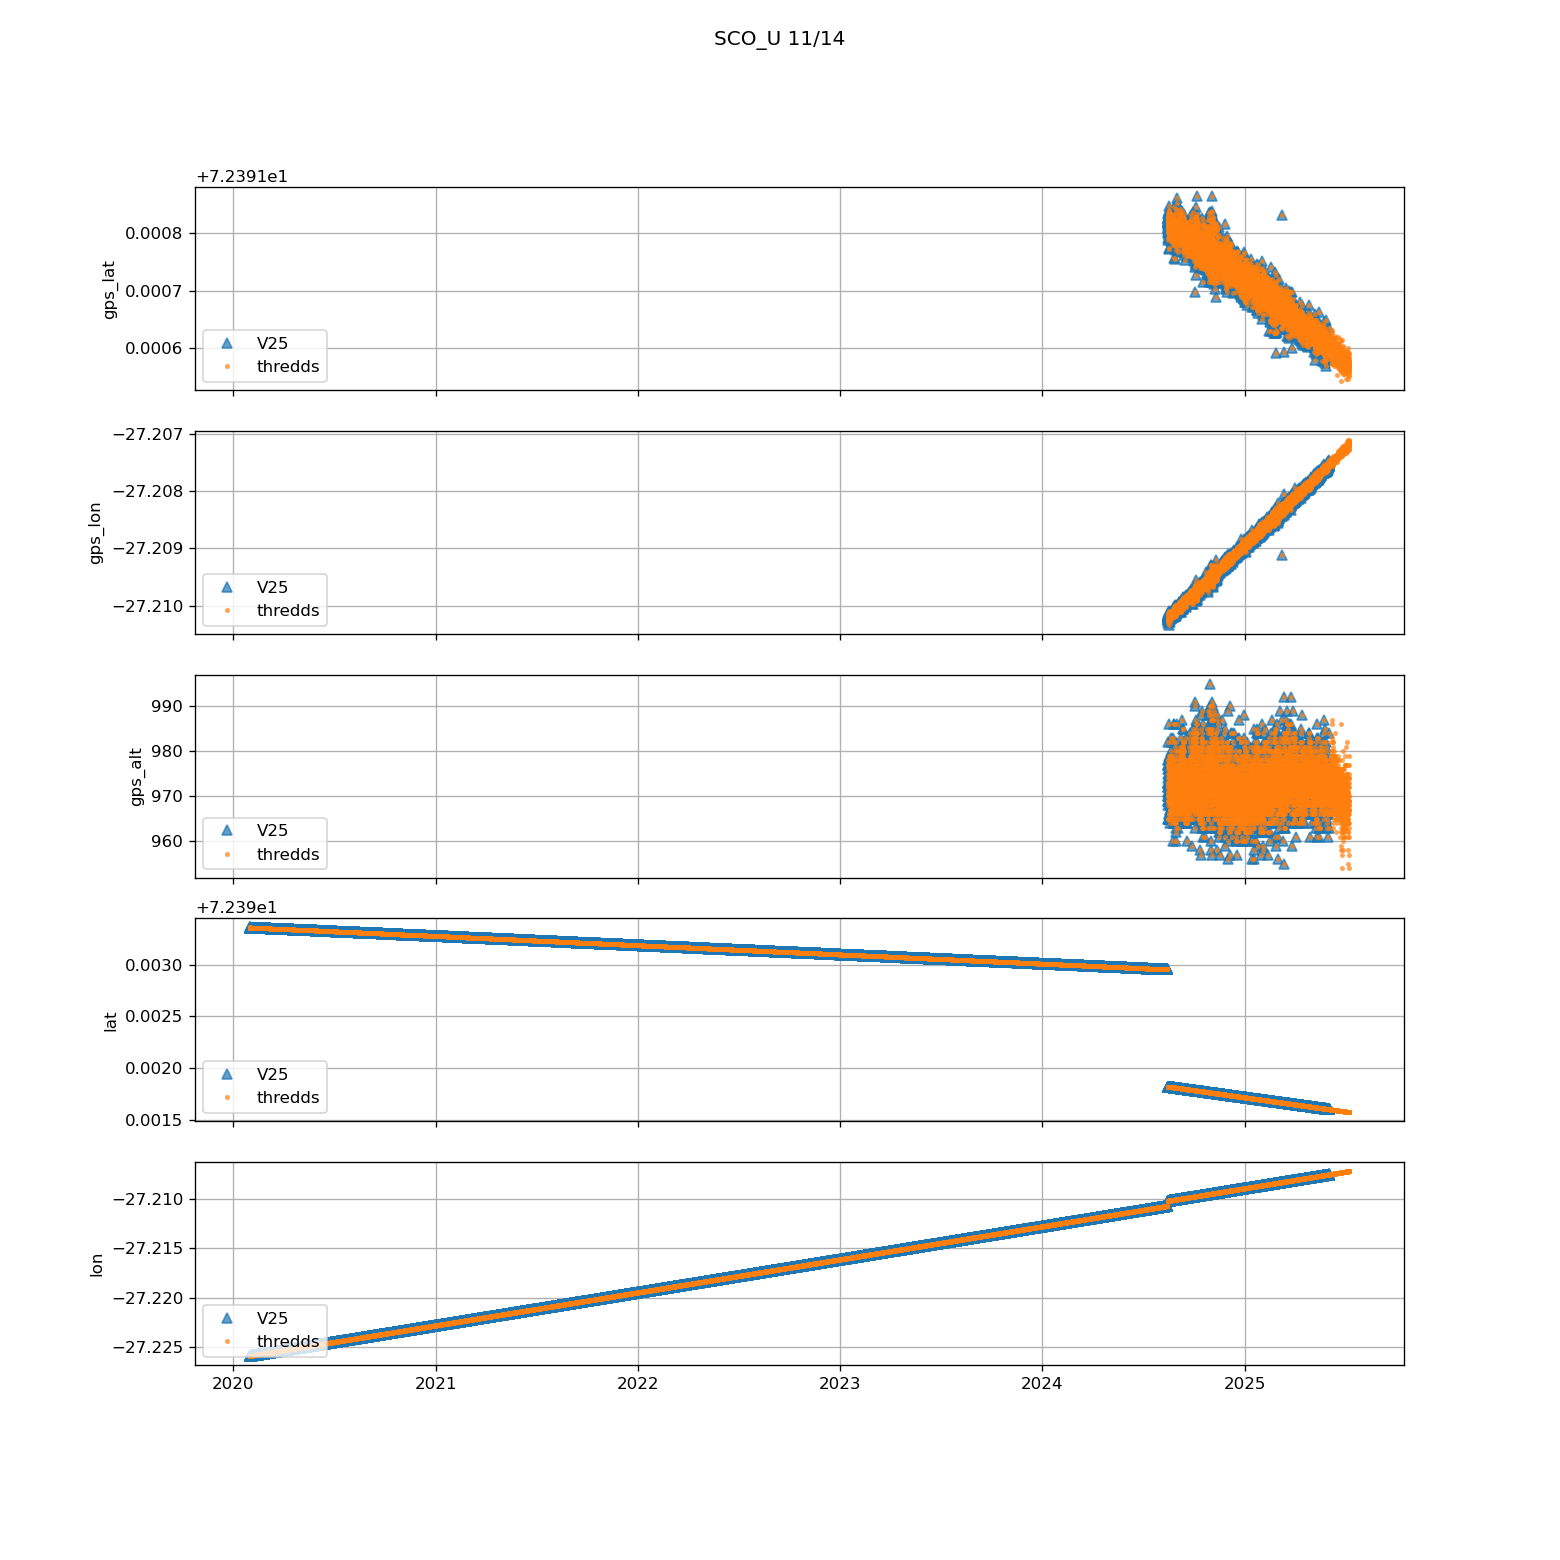 SCO_U 11/14
+7.2391e1
0.0008
0.0007
0.0006
gps_lat
V25
thredds
−27.207
−27.208
−27.209
−27.210
gps_lon
V25
thredds
990
980
970
960
gps_alt
V25
thredds
+7.239e1
0.0030
0.0025
0.0020
0.0015
lat
V25
thredds
−27.210
−27.215
−27.220
−27.225
lon
V25
thredds
2020 2021 2022 2023 2024 2025